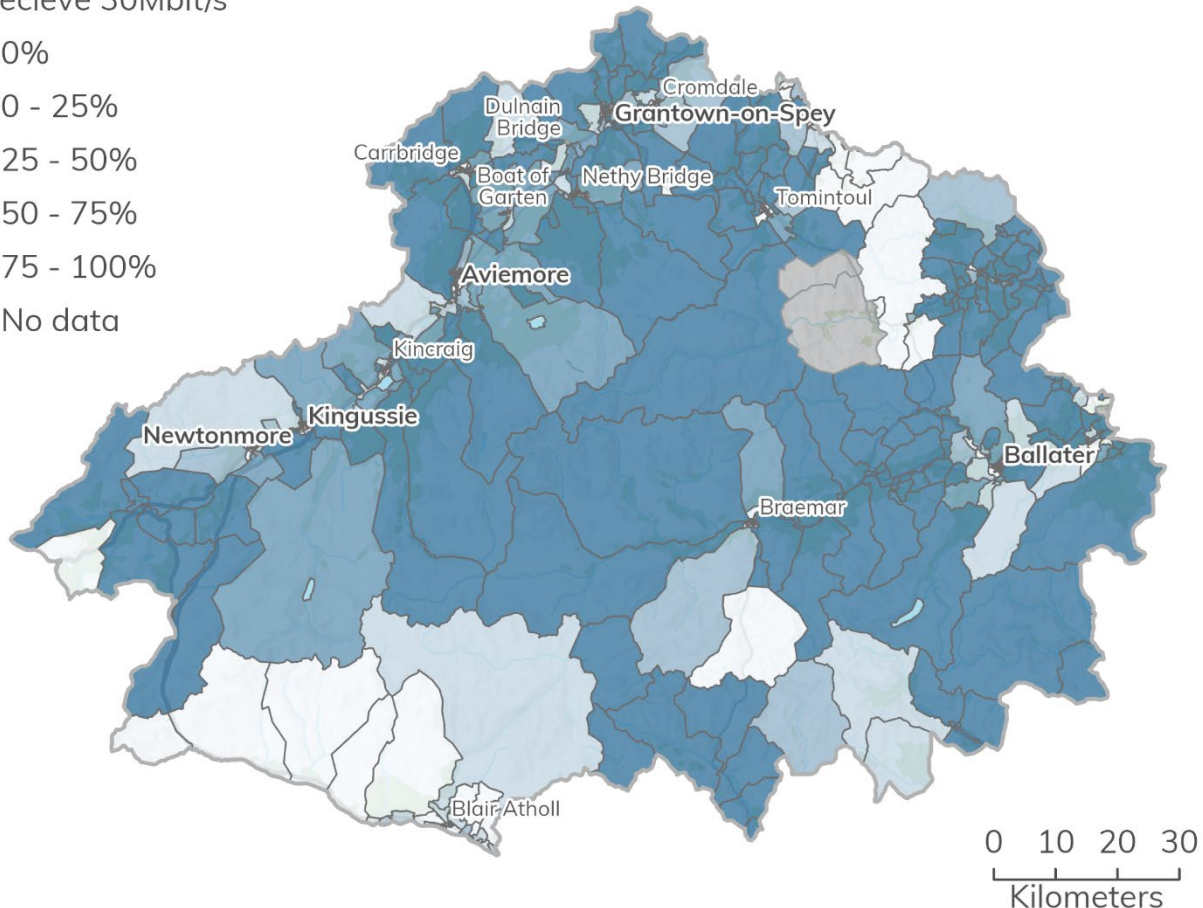 ecieve 30Mbit/s
0%
0 - 25%
25 - 50%
50 - 75%
75 - 100%
No data
Cromdale
Dulnain
Bridge
Grantown-on-Spey
Carrbridge
Boat of
Garten
Nethy Bridge
Tomintoul
Aviemore
Kincraig
Kingussie
Newtonmore
Ballater
Braemar
Blair Atholl
0 10 20 30
Kilometers